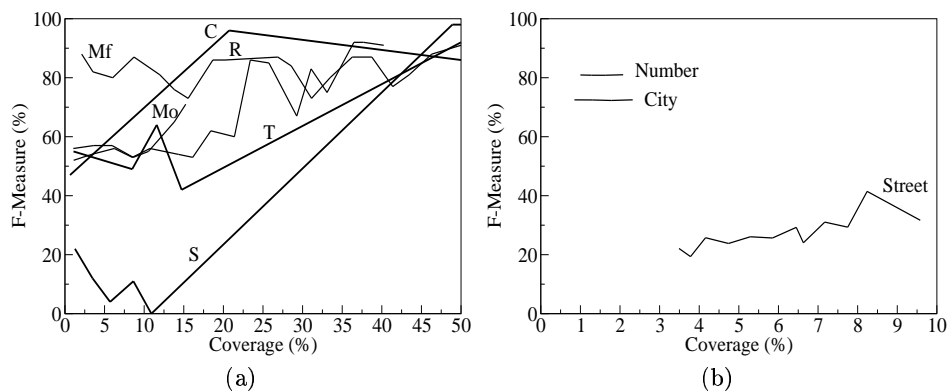 F-Measure (%)
100
80
60
40
20
0
Mf
C
R
Mo
T
S
0 5 10 15 20 25 30 35 40 45 50
Coverage (%)
(a)
F-Measure (%)
100
80
60
40
20
0
Number
City
Street
0 1 2 3 4 5 6 7 8 9 10
Coverage (%)
(b)